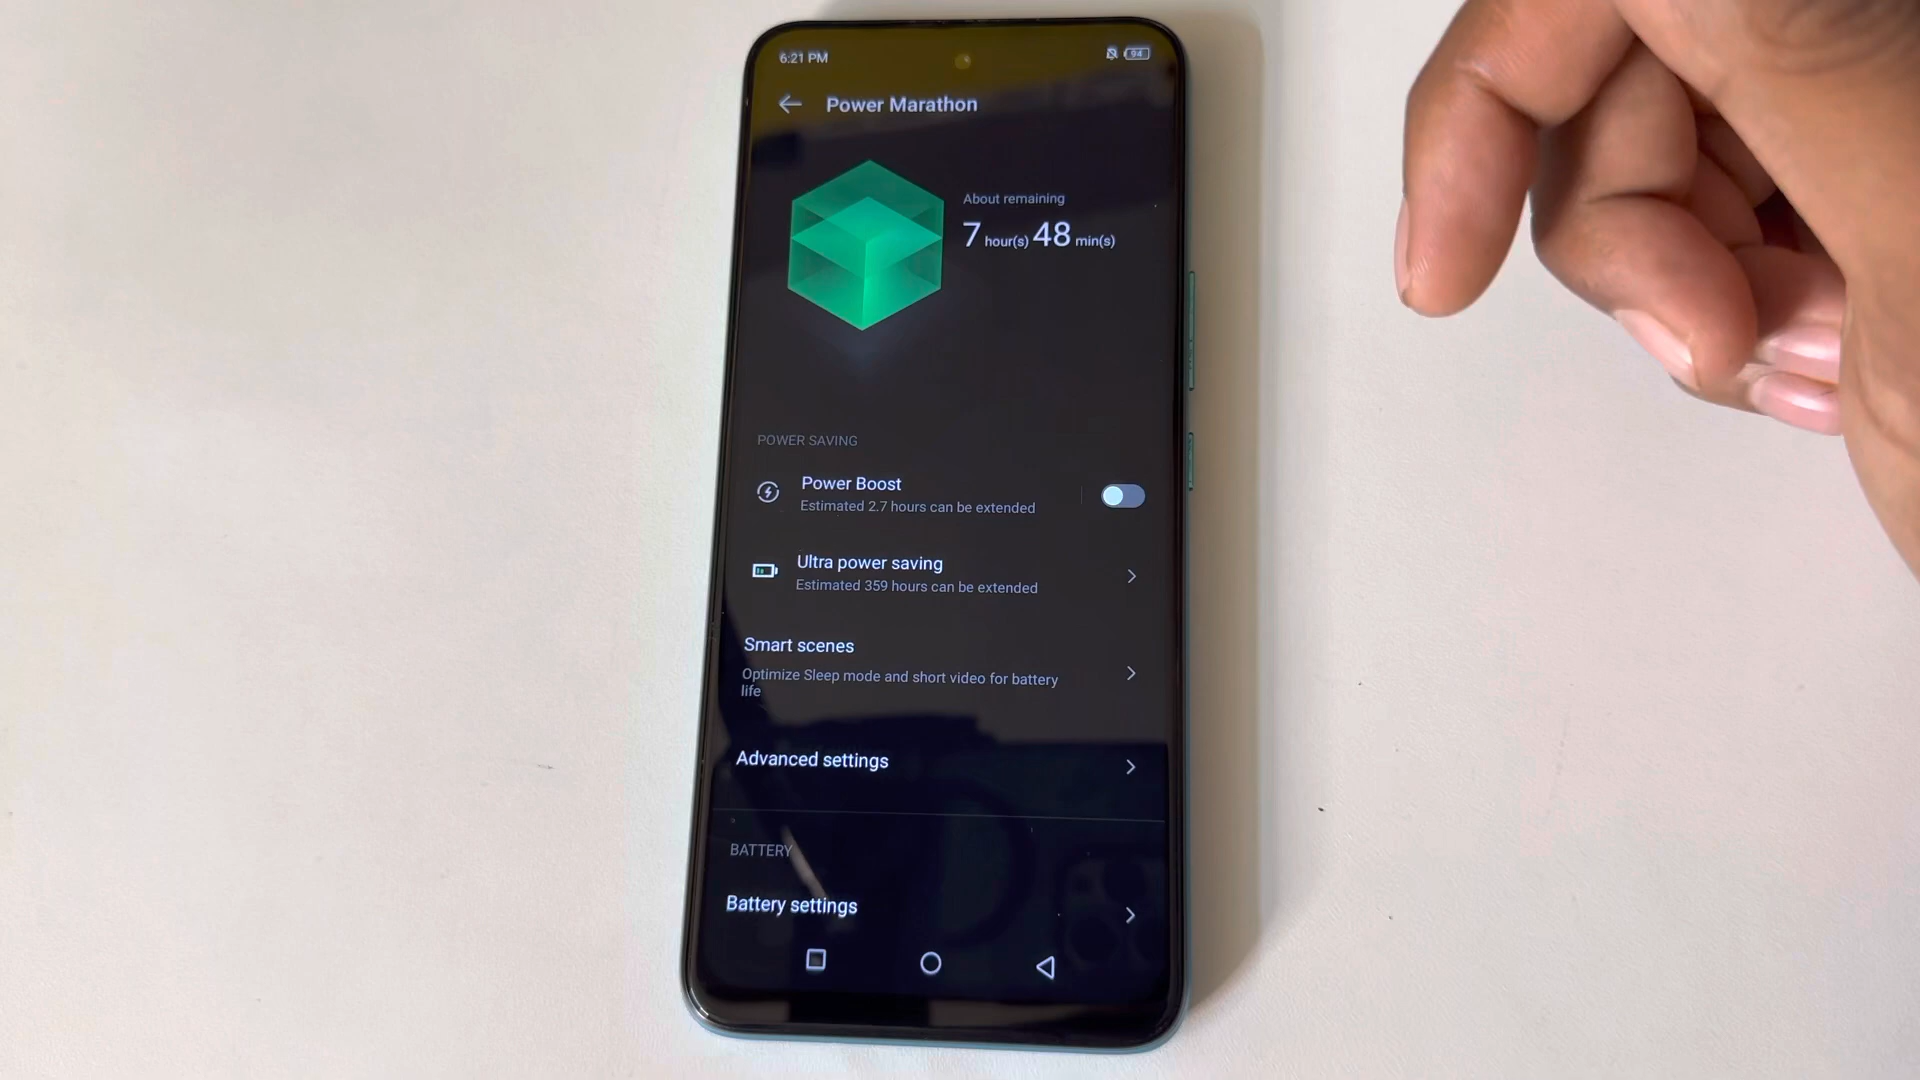 6:21 PM
94
Power Marathon
About remaining
7 hour(s) 48 min(s)
POWER SAVING
Power Boost
Estimated 2.7 hours can be extended
Ultra power saving
Estimated 359 hours can be extended
Smart scenes
Optimize Sleep mode and short video for battery
life
Advanced settings
BATTERY
Battery settings